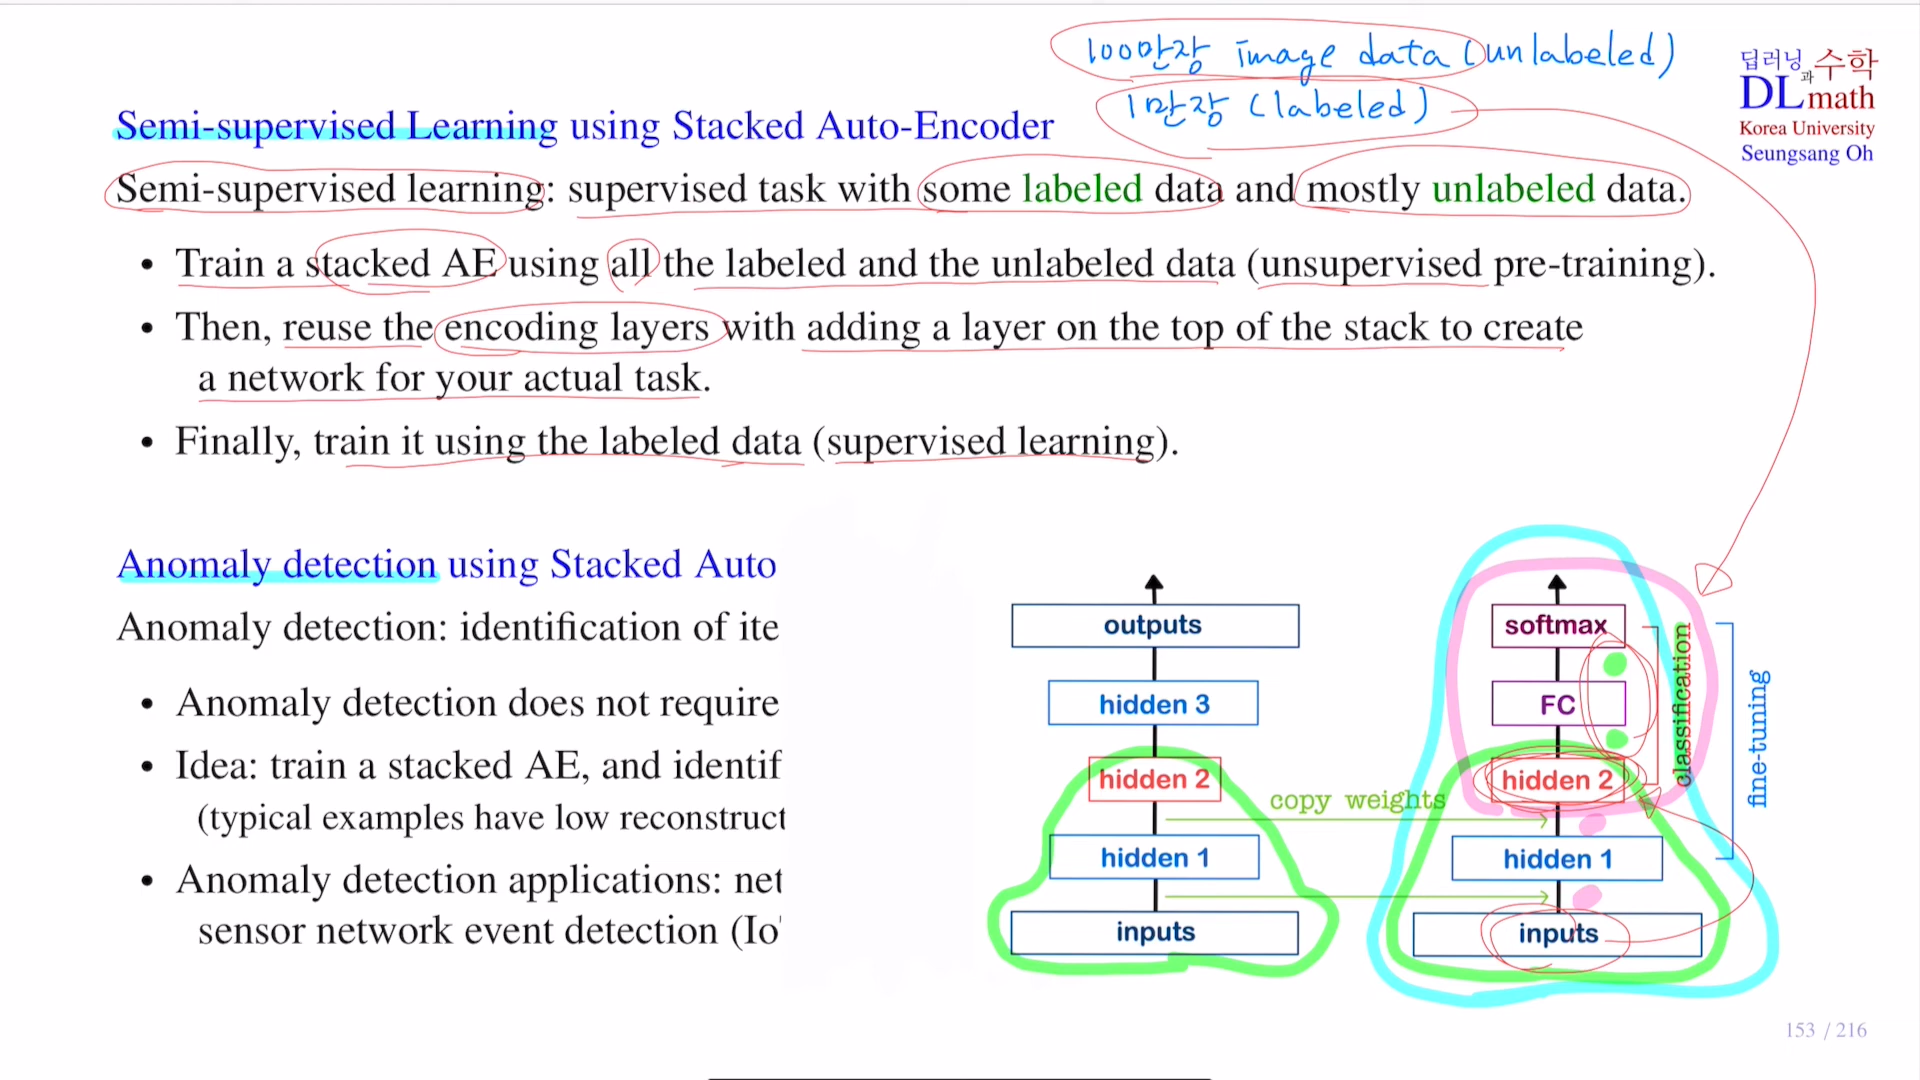 100만장 image data (unlabeled)
1만장 (labeled)
딥러닝과 수학
DL math
Korea University
Seungsang Oh
Semi-supervised Learning using Stacked Auto-Encoder
Semi-supervised learning: supervised task with some labeled data and mostly unlabeled data.
• Train a stacked AE using all the labeled and the unlabeled data (unsupervised pre-training).
• Then, reuse the encoding layers with adding a layer on the top of the stack to create
a network for your actual task.
• Finally, train it using the labeled data (supervised learning).
Anomaly detection using Stacked Auto
Anomaly detection: identification of ite
• Anomaly detection does not require
• Idea: train a stacked AE, and identif
(typical examples have low reconstruct
• Anomaly detection applications: net
sensor network event detection (Io
outputs
hidden 3
hidden 2
hidden 1
inputs
copy weights
softmax
FC
hidden 2
hidden 1
inputs
classification
fine-tuning
153 / 216